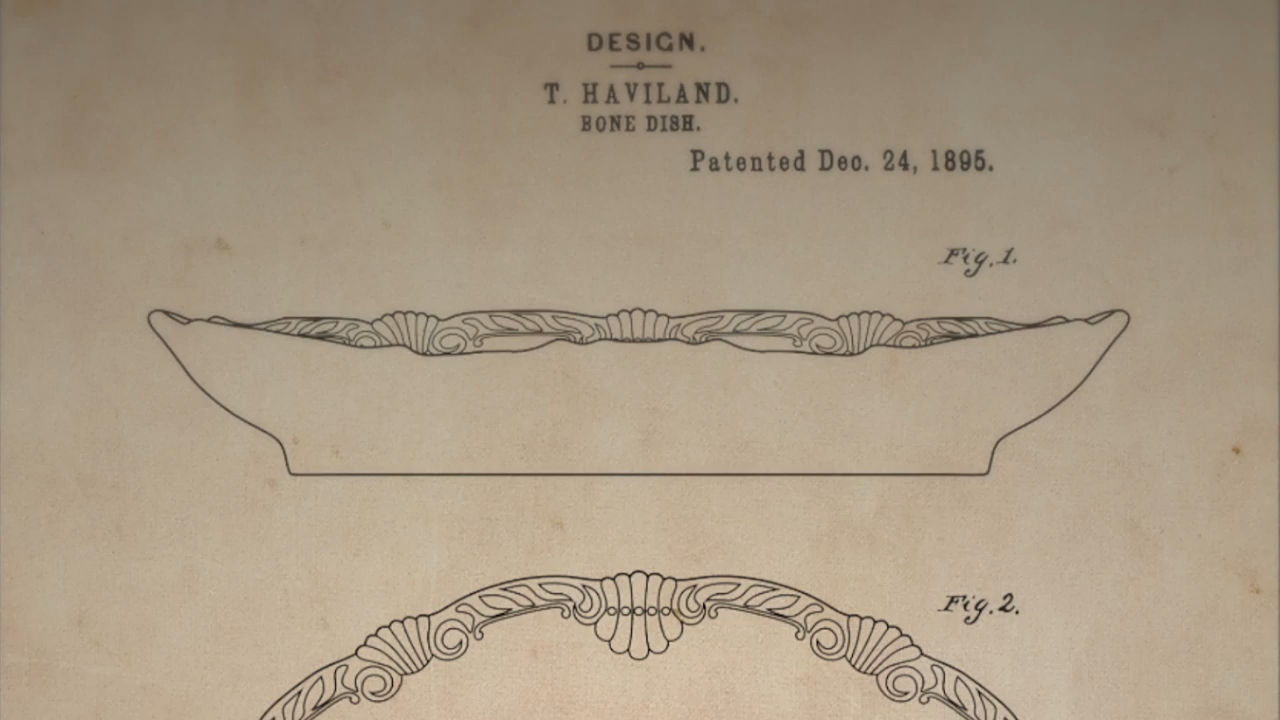 DESIGN.
T. HAVILAND.
BONE DISH.
Patented Dec. 24, 1895.
Fig. 1.
Fig. 2.